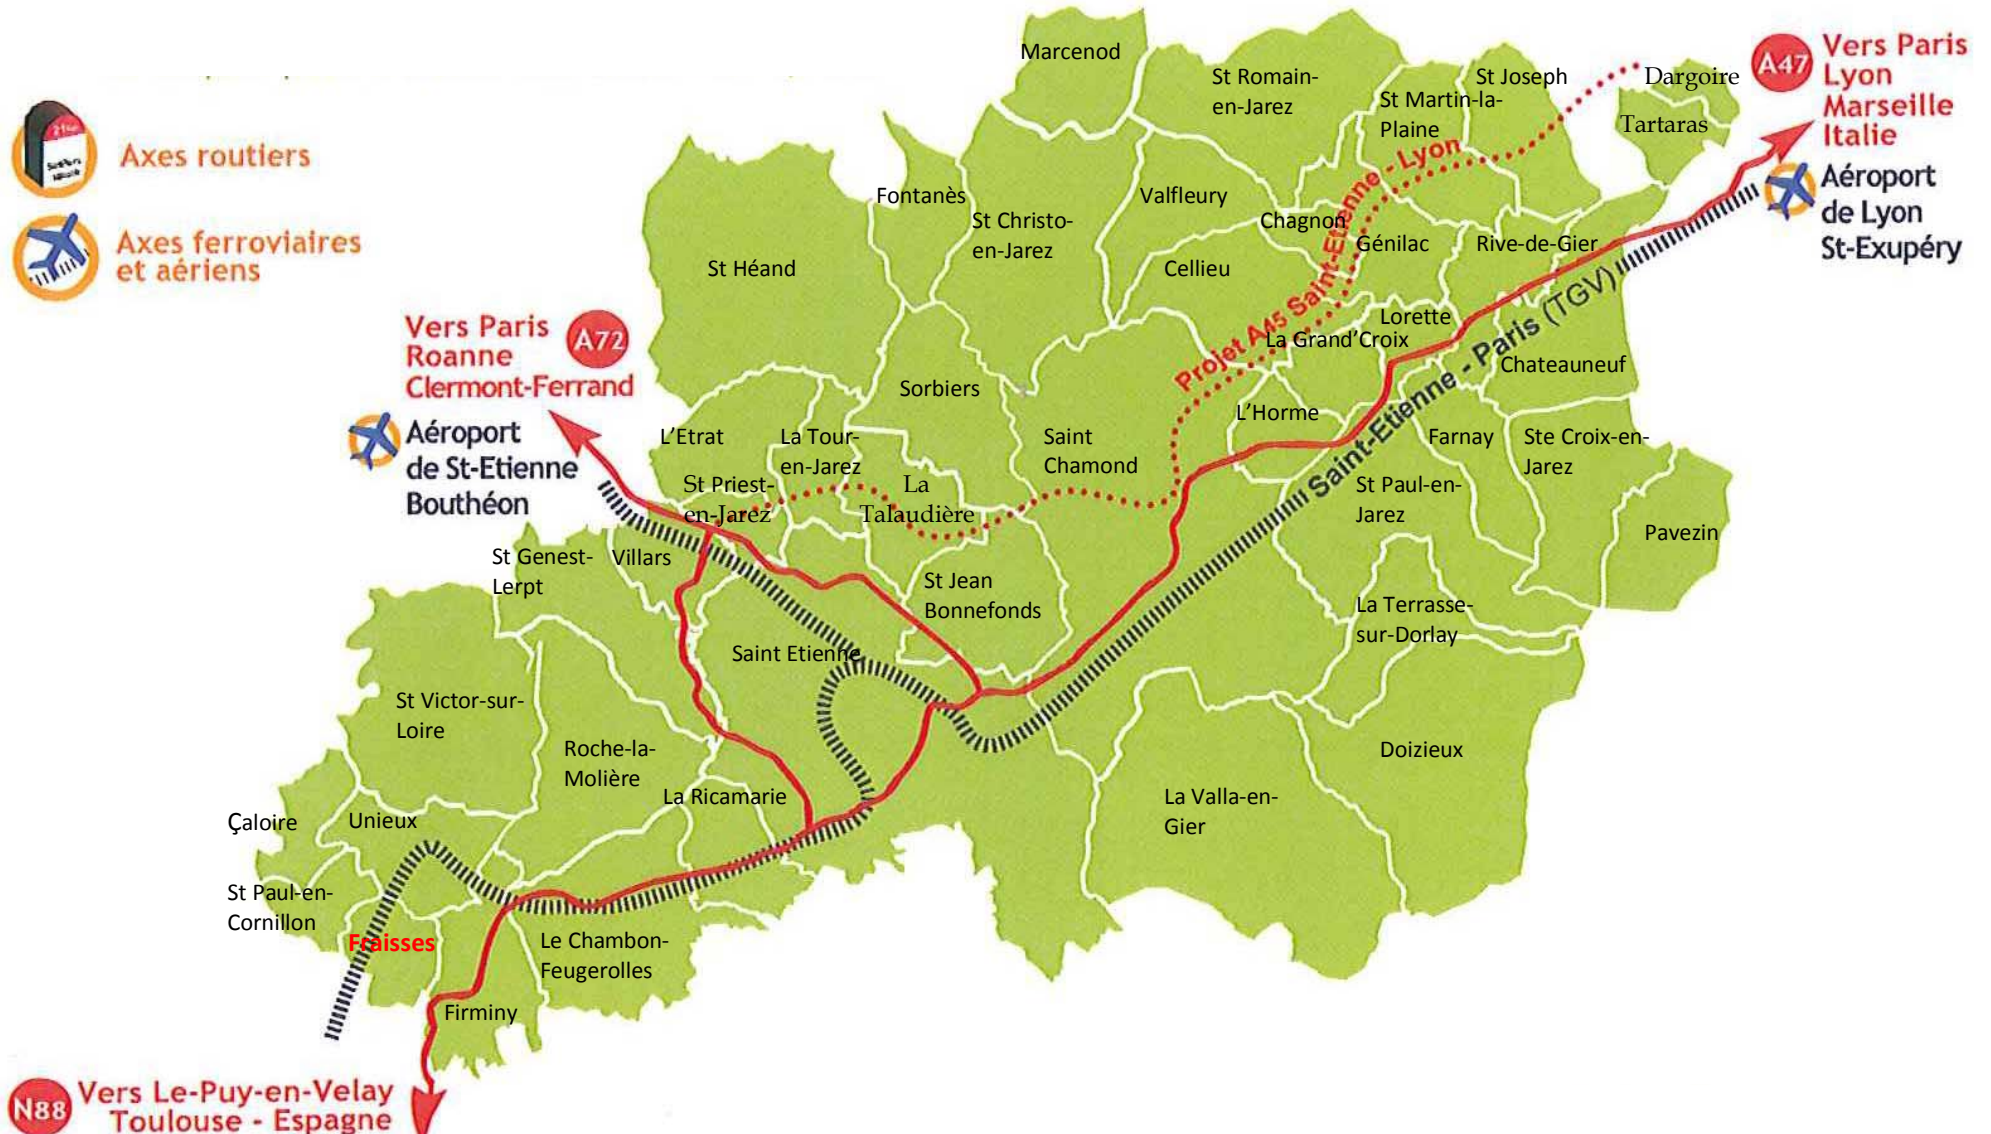 Axes routiers
Axes ferroviaires
et aériens
Vers Paris
Roanne
Clermont-Ferrand
A72
Aéroport
de St-Etienne
Bouthéon
A47
Vers Paris
Lyon
Marseille
Italie
Aéroport
de Lyon
St-Exupéry
Marcenod
St Romain-
en-Jarez
St Martin-la-
Plaine
St Joseph
Dargoire
Tartaras
Fontanès
St Christo-
en-Jarez
Valfleury
Chagnon
Génilac
Rive-de-Gier
St Héand
Cellieu
Projet A45 Saint-Etienne - Lyon
Lorette
La Grand'Croix
Chateauneuf
Sorbiers
L'Horme
Saint-Etienne - Paris (TGV)
L'Etrat
La Tour-
en-Jarez
Saint
Chamond
Farnay
Ste Croix-en-
Jarez
St Priest-
en-Jarez
La
Talaudière
St Paul-en-
Jarez
Pavezin
St Genest-
Lerpt
Villars
St Jean
Bonnefonds
La Terrasse-
sur-Dorlay
Saint Etienne
St Victor-sur-
Loire
Roche-la-
Molière
Doizieux
La Ricamarie
La Valla-en-
Gier
Çaloire
Unieux
St Paul-en-
Cornillon
Fraisses
Le Chambon-
Feugerolles
Firminy
N88
Vers Le-Puy-en-Velay
Toulouse - Espagne